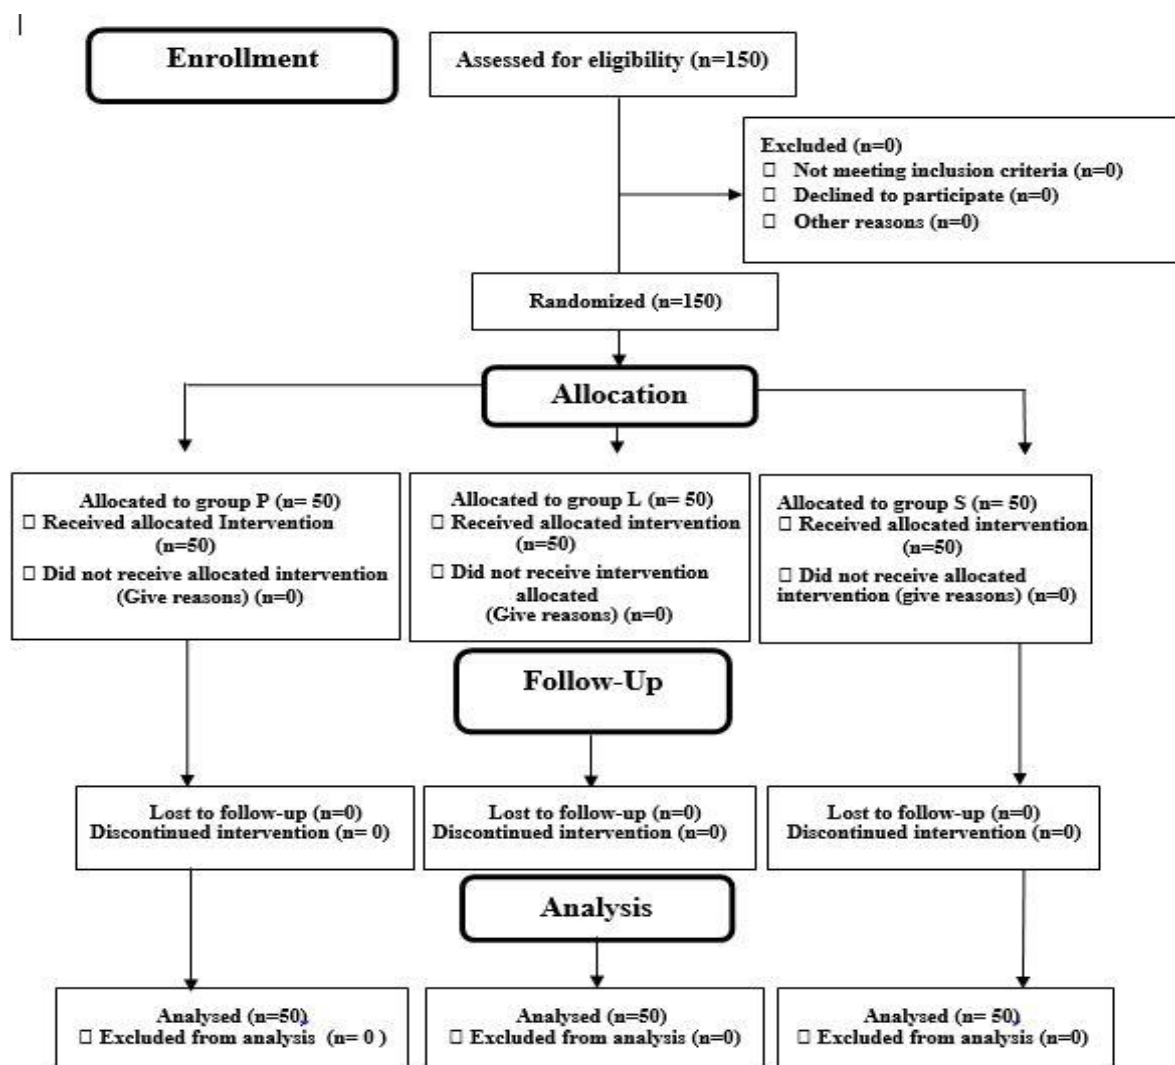 Enrollment
Assessed for eligibility (n=150)
Excluded (n=0)
□ Not meeting inclusion criteria (n=0)
□ Declined to participate (n=0)
□ Other reasons (n=0)
Randomized (n=150)
Allocation
Allocated to group P (n= 50)
□ Received allocated Intervention
(n=50)
□ Did not receive allocated intervention
(Give reasons) (n=0)
Allocated to group L (n= 50)
□ Received allocated intervention
(n=50)
□ Did not receive intervention
allocated
(Give reasons) (n=0)
Allocated to group S (n= 50)
□ Received allocated intervention
(n=50)
□ Did not receive allocated
intervention (give reasons) (n=0)
Follow-Up
Lost to follow-up (n=0)
Discontinued intervention (n= 0)
Lost to follow-up (n=0)
Discontinued intervention (n=0)
Lost to follow-up (n=0)
Discontinued intervention (n=0)
Analysis
Analysed (n=50)
□ Excluded from analysis (n= 0 )
Analysed (n=50)
□ Excluded from analysis (n=0)
Analysed (n= 50)
□ Excluded from analysis (n=0)